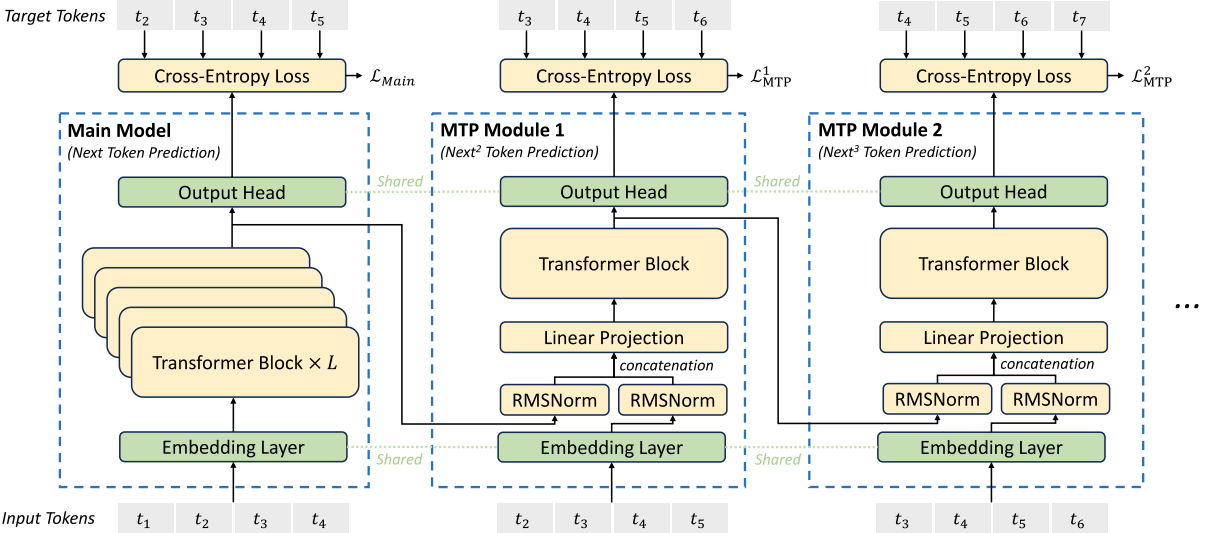 Target Tokens t₂ t₃ t₄ t₅ t₃ t₄ t₅ t₆ t₄ t₅ t₆ t₇
Cross-Entropy Loss ℒ_Main Cross-Entropy Loss ℒ¹_MTP Cross-Entropy Loss ℒ²_MTP
Main Model MTP Module 1 MTP Module 2
(Next Token Prediction) (Next² Token Prediction) (Next³ Token Prediction)
Output Head Shared Output Head Shared Output Head
Transformer Block Transformer Block
...
Linear Projection Linear Projection
Transformer Block × L concatenation concatenation
RMSNorm RMSNorm RMSNorm RMSNorm
Embedding Layer Shared Embedding Layer Shared Embedding Layer
Input Tokens t₁ t₂ t₃ t₄ t₂ t₃ t₄ t₅ t₃ t₄ t₅ t₆